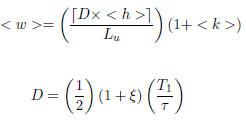 < w >= (⌈D× < h >⌉ / L_u) (1+ < k >)
D = (1/2) (1 + ξ) (T_1/τ)